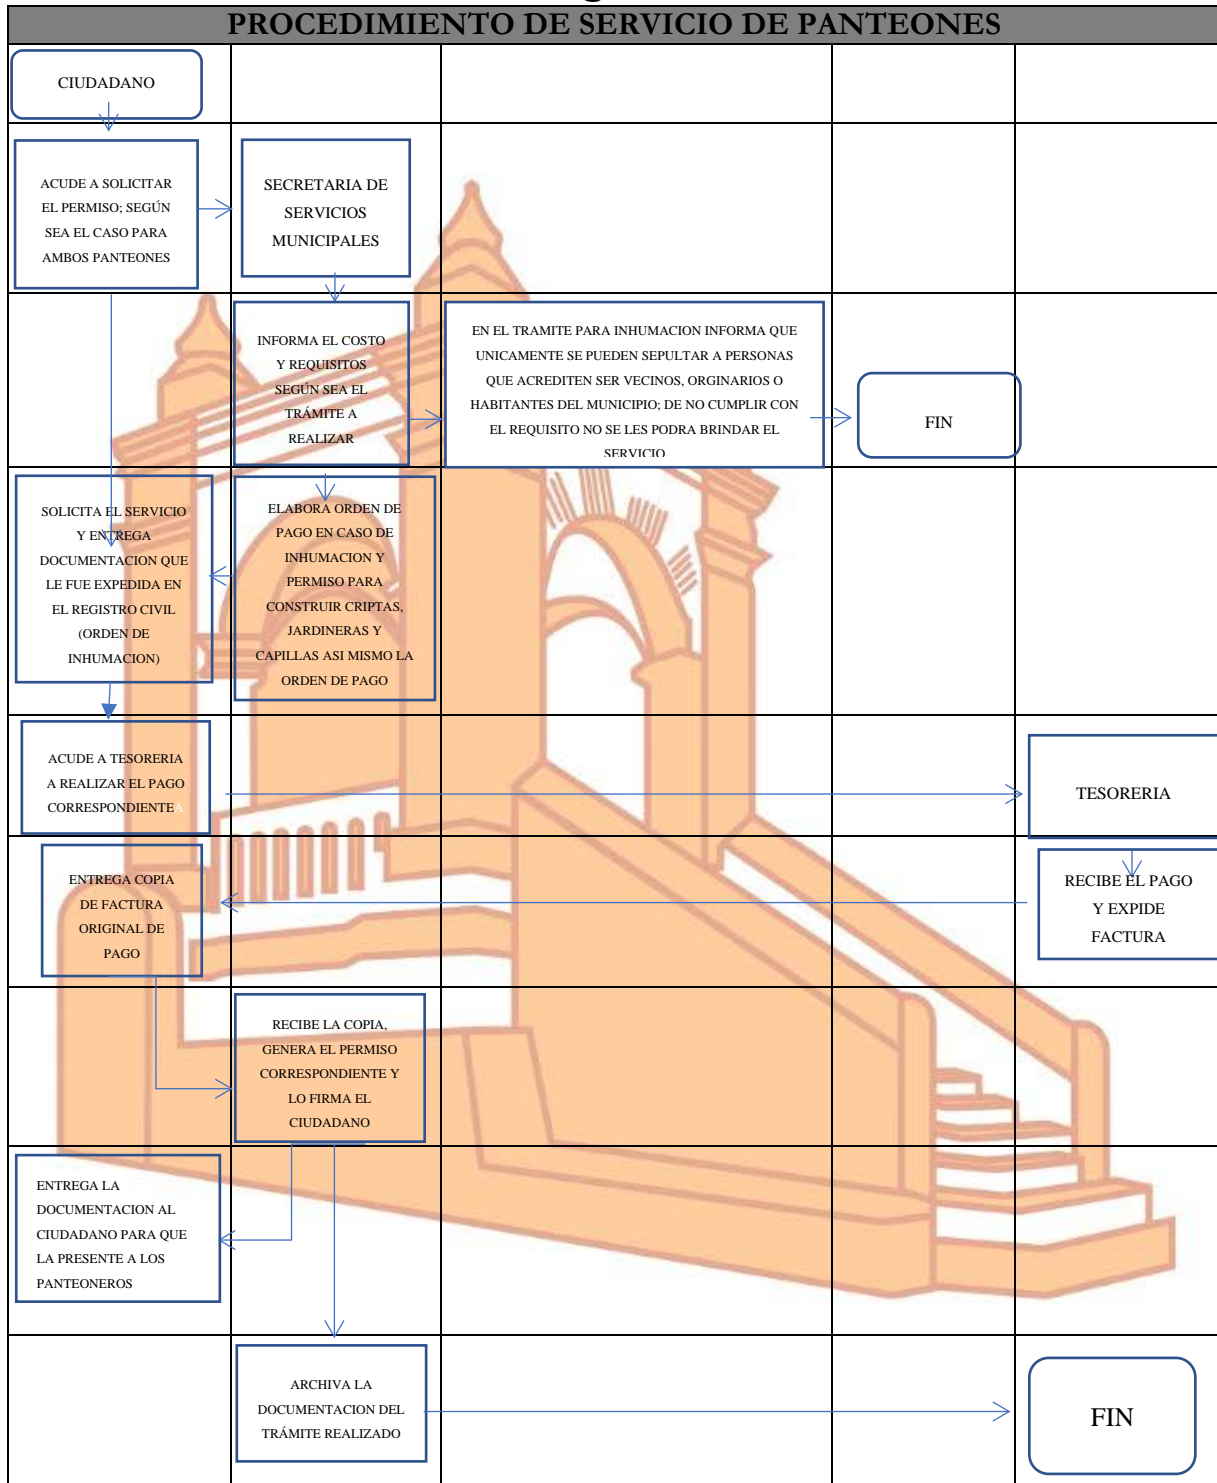 PROCEDIMIENTO DE SERVICIO DE PANTEONES
CIUDADANO
ACUDE A SOLICITAR
EL PERMISO; SEGÚN
SEA EL CASO PARA
AMBOS PANTEONES
SECRETARIA DE
SERVICIOS
MUNICIPALES
INFORMA EL COSTO
Y REQUISITOS
SEGÚN SEA EL
TRÁMITE A
REALIZAR
EN EL TRAMITE PARA INHUMACION INFORMA QUE
UNICAMENTE SE PUEDEN SEPULTAR A PERSONAS
QUE ACREDITEN SER VECINOS, ORGINARIOS O
HABITANTES DEL MUNICIPIO; DE NO CUMPLIR CON
EL REQUISITO NO SE LES PODRA BRINDAR EL
SERVICIO
FIN
SOLICITA EL SERVICIO
Y ENTREGA
DOCUMENTACION QUE
LE FUE EXPEDIDA EN
EL REGISTRO CIVIL
(ORDEN DE
INHUMACION)
ELABORA ORDEN DE
PAGO EN CASO DE
INHUMACION Y
PERMISO PARA
CONSTRUIR CRIPTAS,
JARDINERAS Y
CAPILLAS ASI MISMO LA
ORDEN DE PAGO
ACUDE A TESORERIA
A REALIZAR EL PAGO
CORRESPONDIENTE
TESORERIA
ENTREGA COPIA
DE FACTURA
ORIGINAL DE
PAGO
RECIBE EL PAGO
Y EXPIDE
FACTURA
RECIBE LA COPIA,
GENERA EL PERMISO
CORRESPONDIENTE Y
LO FIRMA EL
CIUDADANO
ENTREGA LA
DOCUMENTACION AL
CIUDADANO PARA QUE
LA PRESENTE A LOS
PANTEONEROS
ARCHIVA LA
DOCUMENTACION DEL
TRÁMITE REALIZADO
FIN